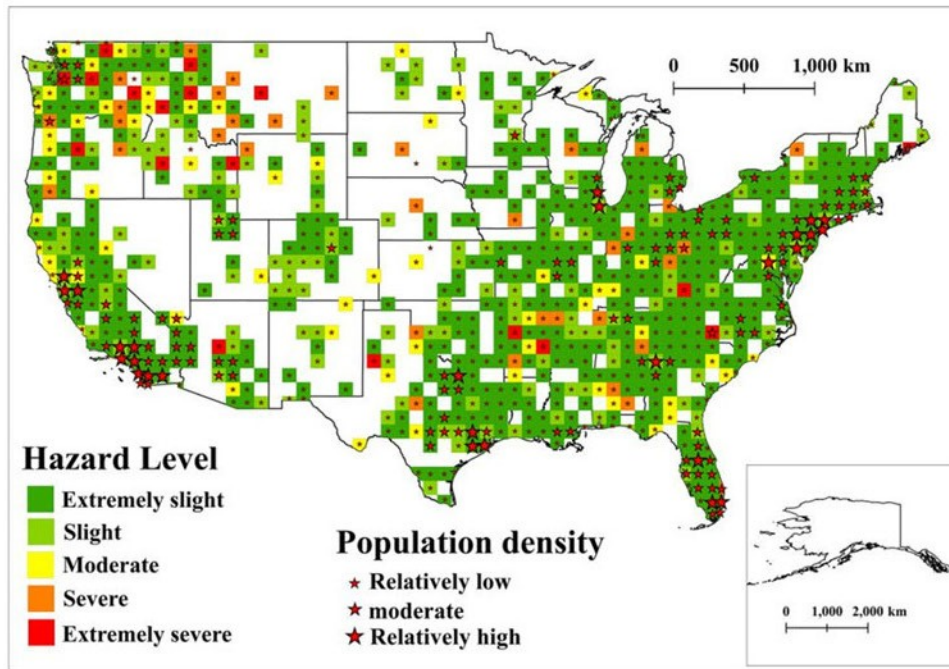 0 500 1,000 km
Hazard Level
Extremely slight
Slight
Moderate
Severe
Extremely severe
Population density
Relatively low
moderate
Relatively high
0 1,000 2,000 km